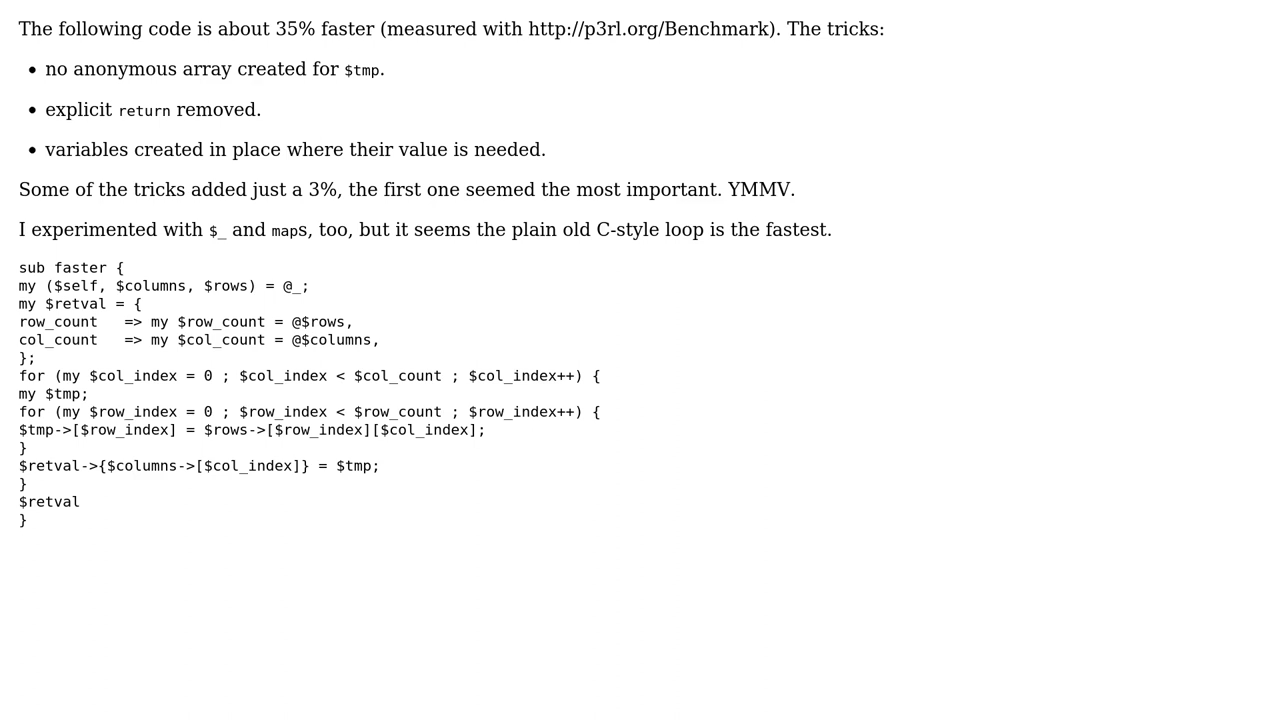 The following code is about 35% faster (measured with http://p3rl.org/Benchmark). The tricks:
• no anonymous array created for $tmp.
• explicit return removed.
• variables created in place where their value is needed.
Some of the tricks added just a 3%, the first one seemed the most important. YMMV.
I experimented with $_ and maps, too, but it seems the plain old C-style loop is the fastest.
sub faster {
my ($self, $columns, $rows) = @_;
my $retval = {
row_count   => my $row_count = @$rows,
col_count   => my $col_count = @$columns,
};
for (my $col_index = 0 ; $col_index < $col_count ; $col_index++) {
my $tmp;
for (my $row_index = 0 ; $row_index < $row_count ; $row_index++) {
$tmp->[$row_index] = $rows->[$row_index][$col_index];
}
$retval->{$columns->[$col_index]} = $tmp;
}
$retval
}